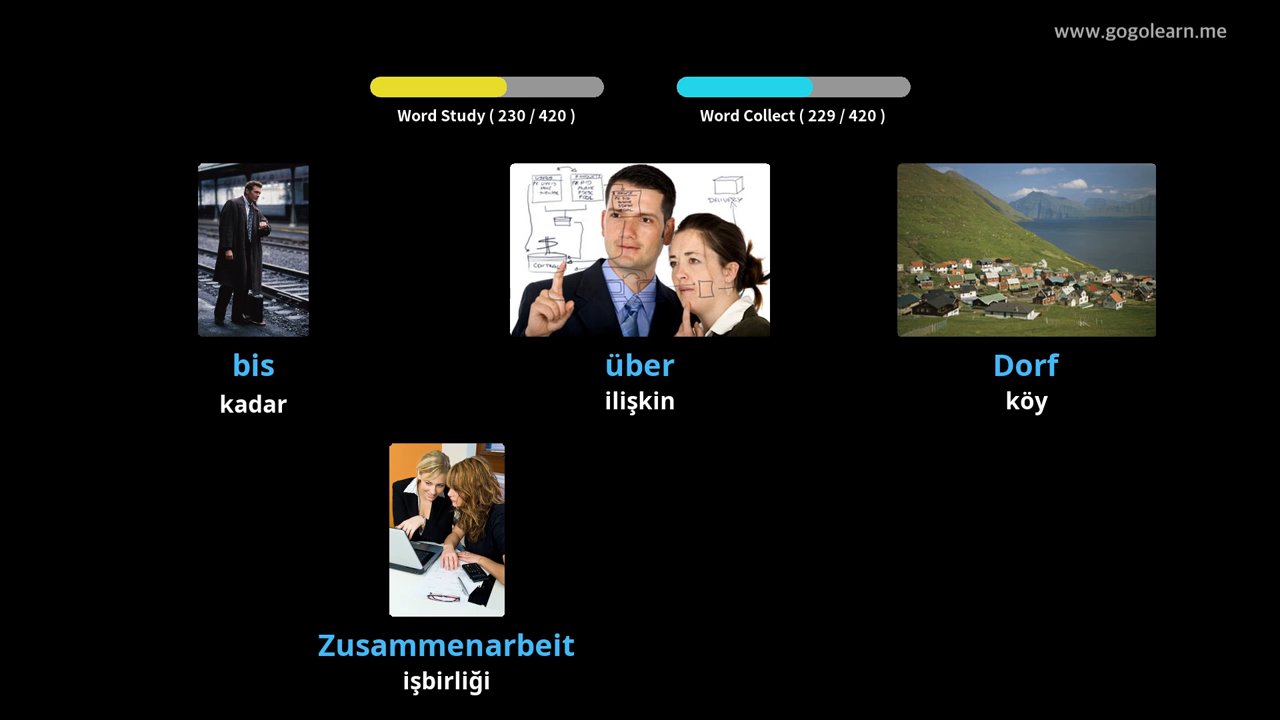 www.gogolearn.me
Word Study ( 230 / 420 )
Word Collect ( 229 / 420 )
DELIVERY
bis
kadar
über
ilişkin
Dorf
köy
Zusammenarbeit
işbirliği